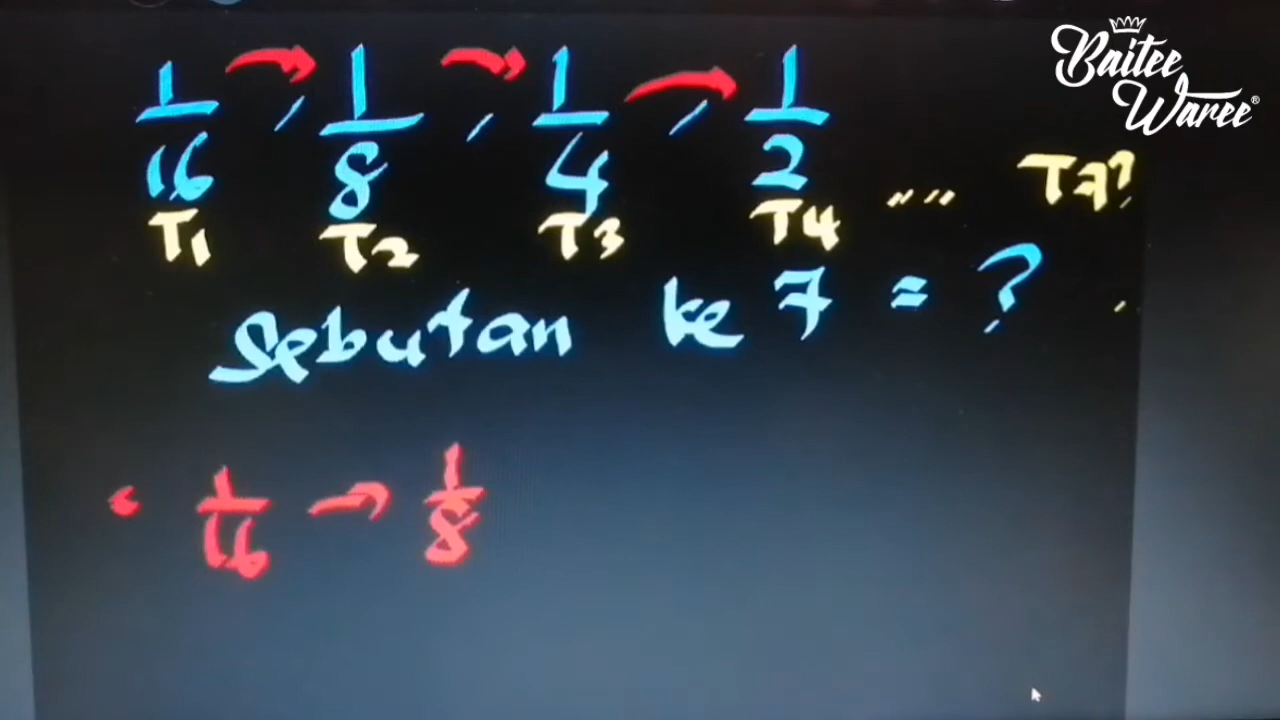 Baitee
Waree®
1/16 , 1/8 , 1/4 , 1/2 .... T7?
T1 T2 T3 T4
Sebutan ke 7 = ?
• 1/16 → 1/8